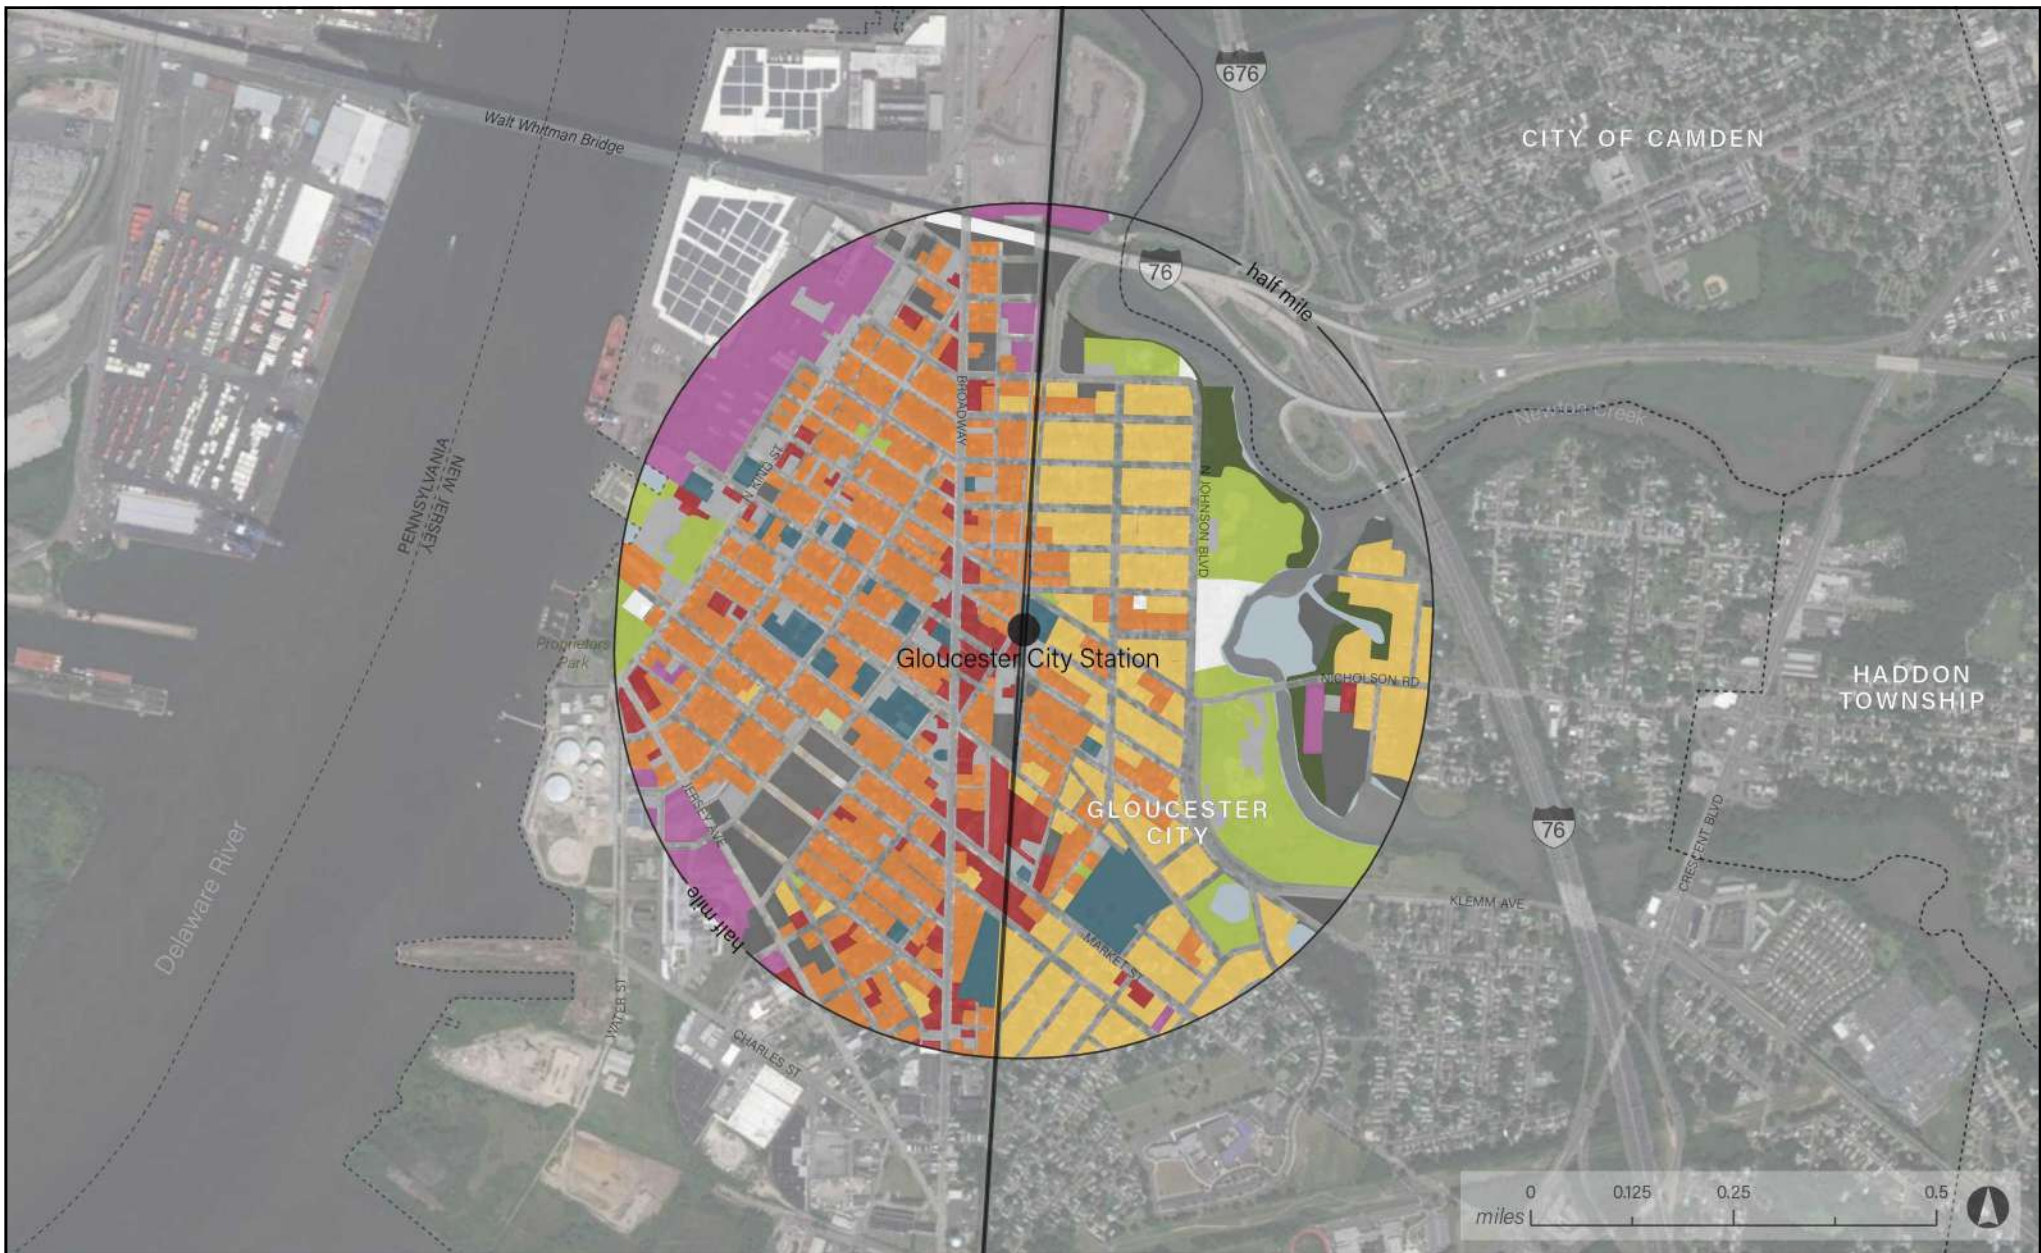 676
CITY OF CAMDEN
Walt Whitman Bridge
76
half mile
BROADWAY
Newton Creek
N KING ST
PENNSYLVANIA
NEW JERSEY
N JOHNSON BLVD
Proprietors
Park
Gloucester City Station
NICHOLSON RD
HADDON
TOWNSHIP
JERSEY AVE
GLOUCESTER
CITY
76
CRESCENT BLVD
Delaware River
half mile
KLEMM AVE
MARKET ST
WATER ST
CHARLES ST
0 0.125 0.25 0.5
miles